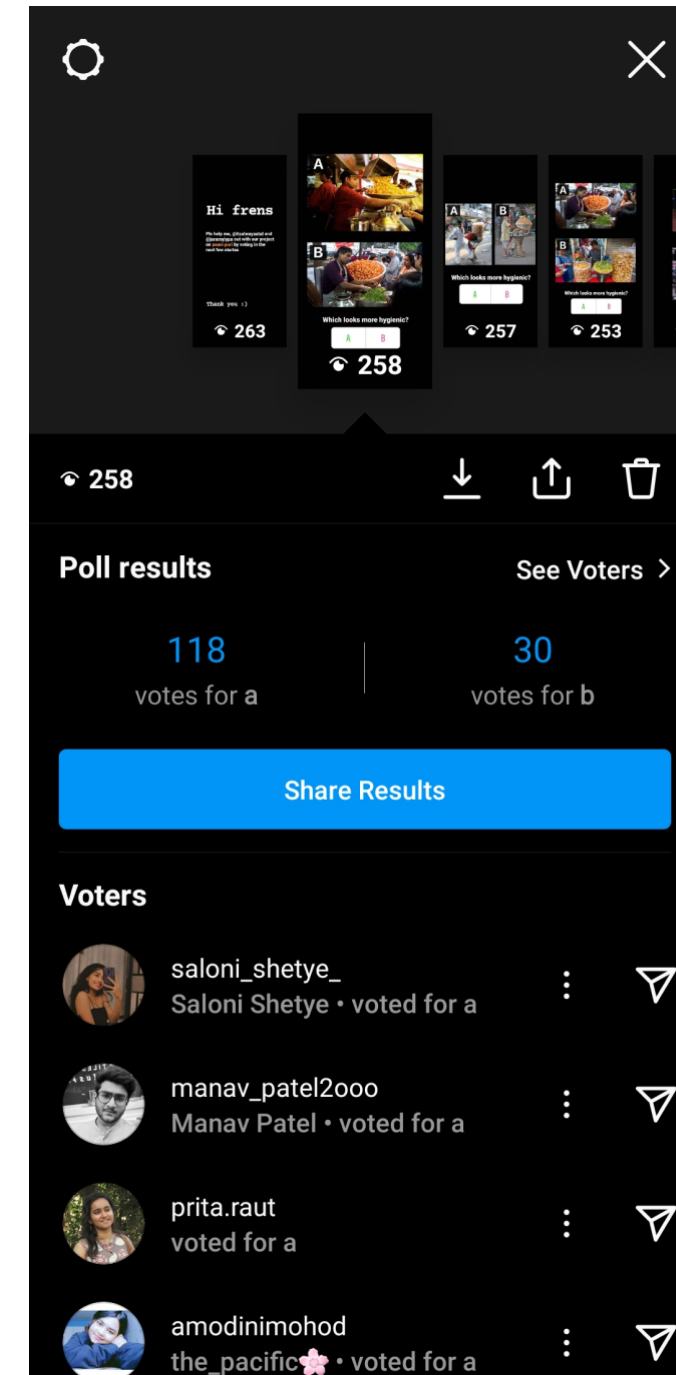 Hi frens
Thank you :)
263
A
B
Which looks more hygienic?
A B
258
A B
Which looks more hygienic?
A B
257
A
B
Which looks more hygienic?
A B
253
258
Poll results
See Voters >
118
votes for a
30
votes for b
Share Results
Voters
saloni_shetye_
Saloni Shetye • voted for a
manav_patel2ooo
Manav Patel • voted for a
prita.raut
voted for a
amodinimohod
the_pacific🌸 • voted for a